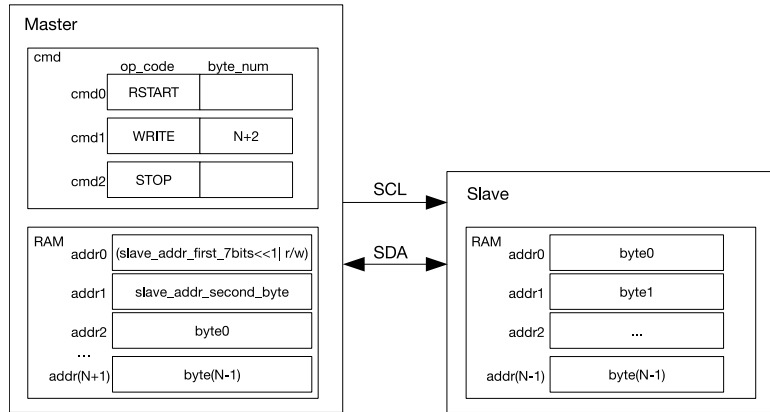 Master
cmd
op_code byte_num
cmd0 RSTART
cmd1 WRITE N+2
cmd2 STOP
RAM
addr0 (slave_addr_first_7bits<<1| r/w)
addr1 slave_addr_second_byte
addr2 byte0
...
addr(N+1) byte(N-1)
SCL
SDA
Slave
RAM
addr0 byte0
addr1 byte1
addr2 ...
addr(N-1) byte(N-1)